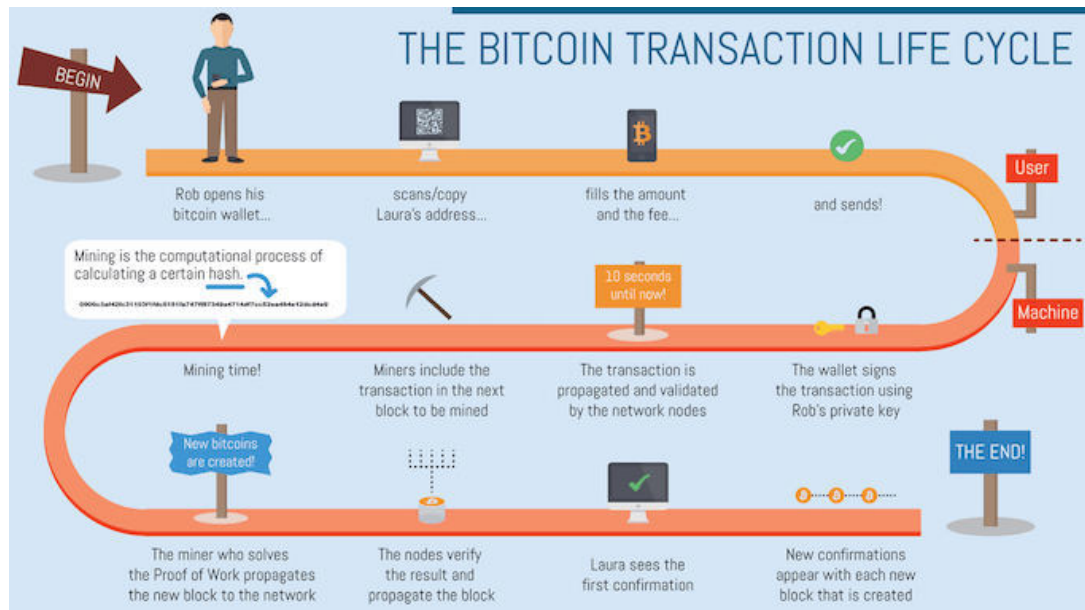 THE BITCOIN TRANSACTION LIFE CYCLE
BEGIN
Rob opens his
bitcoin wallet...
scans/copy
Laura's address...
fills the amount
and the fee...
and sends!
User
Machine
The wallet signs
the transaction using
Rob's private key
10 seconds
until now!
The transaction is
propagated and validated
by the network nodes
Miners include the
transaction in the next
block to be mined
Mining is the computational process of
calculating a certain hash.
Mining time!
New bitcoins
are created!
The miner who solves
the Proof of Work propagates
the new block to the network
The nodes verify
the result and
propagate the block
Laura sees the
first confirmation
New confirmations
appear with each new
block that is created
THE END!